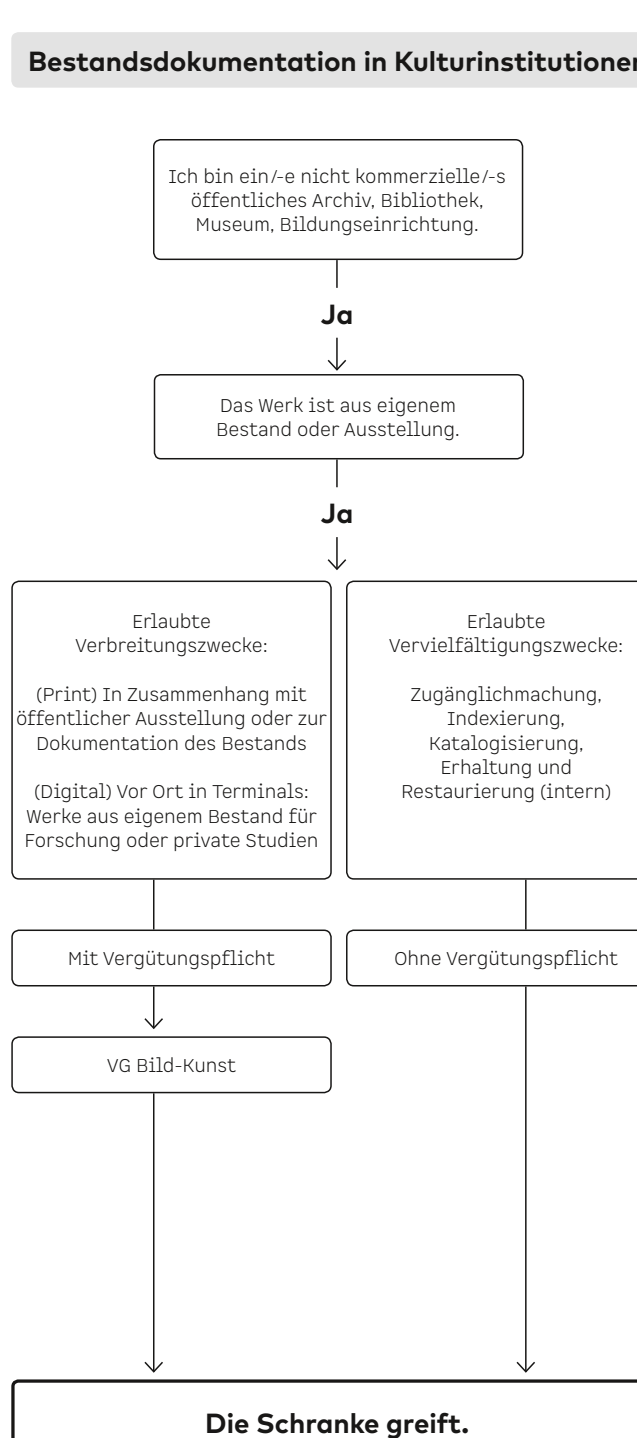 Bestandsdokumentation in Kulturinstitutionen
Ich bin ein/-e nicht kommerzielle/-s
öffentliches Archiv, Bibliothek,
Museum, Bildungseinrichtung.
Ja
Das Werk ist aus eigenem
Bestand oder Ausstellung.
Ja
Erlaubte
Verbreitungszwecke:
(Print) In Zusammenhang mit
öffentlicher Ausstellung oder zur
Dokumentation des Bestands
(Digital) Vor Ort in Terminals:
Werke aus eigenem Bestand für
Forschung oder private Studien
Erlaubte
Vervielfältigungszwecke:
Zugänglichmachung,
Indexierung,
Katalogisierung,
Erhaltung und
Restaurierung (intern)
Mit Vergütungspflicht
Ohne Vergütungspflicht
VG Bild-Kunst
Die Schranke greift.